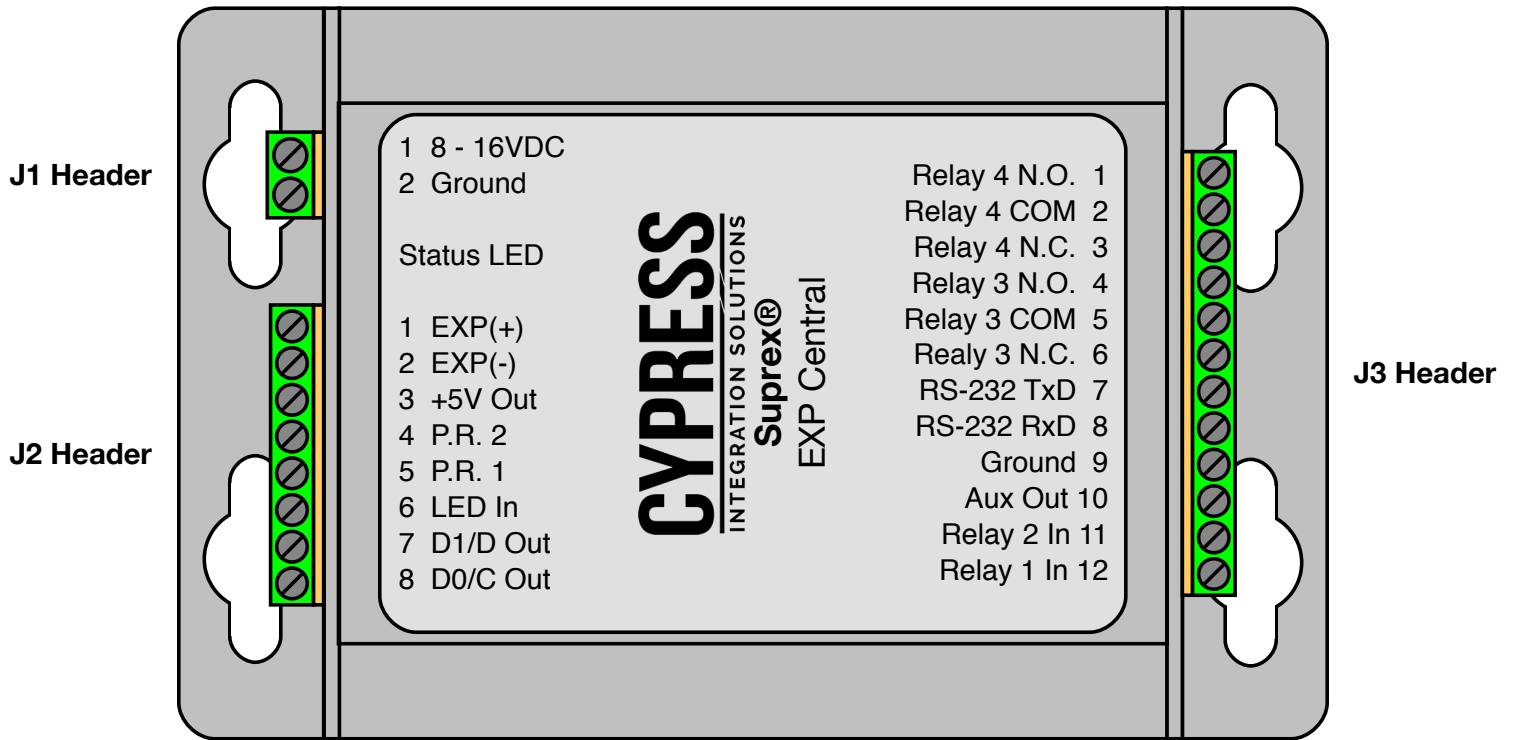 J1 Header
J2 Header
1 8 - 16VDC
2 Ground
Status LED
1 EXP(+)
2 EXP(-)
3 +5V Out
4 P.R. 2
5 P.R. 1
6 LED In
7 D1/D Out
8 D0/C Out
CYPRESS
INTEGRATION SOLUTIONS
Suprex®
EXP Central
Relay 4 N.O. 1
Relay 4 COM 2
Relay 4 N.C. 3
Relay 3 N.O. 4
Relay 3 COM 5
Realy 3 N.C. 6
RS-232 TxD 7
RS-232 RxD 8
Ground 9
Aux Out 10
Relay 2 In 11
Relay 1 In 12
J3 Header